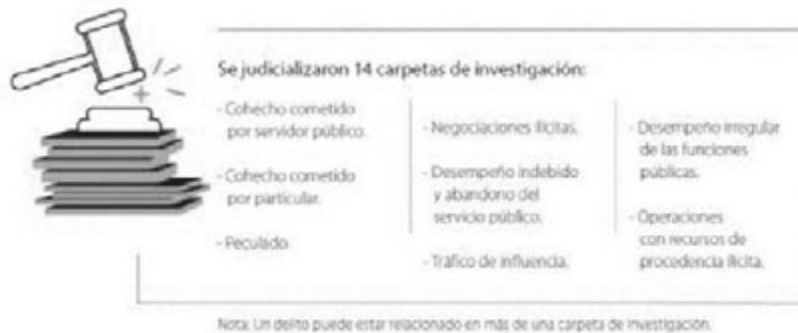 Se judicializaron 14 carpetas de investigación:
- Cohecho cometido
por servidor público.
- Cohecho cometido
por particular.
- Peculado.
- Negociaciones ilícitas.
- Desempeño indebido
y abandono del
servicio público.
- Tráfico de influencia.
- Desempeño irregular
de las funciones
públicas.
- Operaciones
con recursos de
procedencia ilícita.
Nota: Un delito puede estar relacionado en más de una carpeta de investigación.